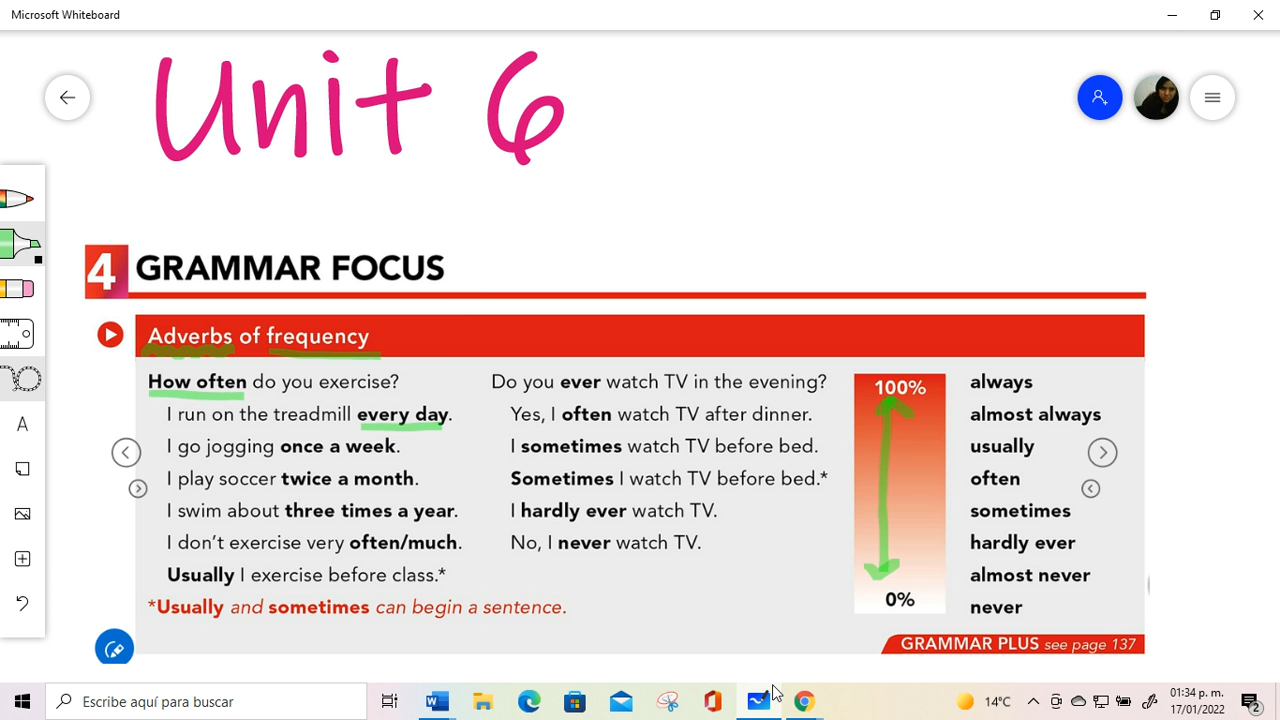 Microsoft Whiteboard
Unit 6
4 GRAMMAR FOCUS
Adverbs of frequency
How often do you exercise?
I run on the treadmill every day.
I go jogging once a week.
I play soccer twice a month.
I swim about three times a year.
I don't exercise very often/much.
Usually I exercise before class.*
*Usually and sometimes can begin a sentence.
Do you ever watch TV in the evening?
Yes, I often watch TV after dinner.
I sometimes watch TV before bed.
Sometimes I watch TV before bed.*
I hardly ever watch TV.
No, I never watch TV.
100%
0%
always
almost always
usually
often
sometimes
hardly ever
almost never
never
GRAMMAR PLUS see page 137
A
Escribe aquí para buscar
14°C
01:34 p. m.
17/01/2022
2